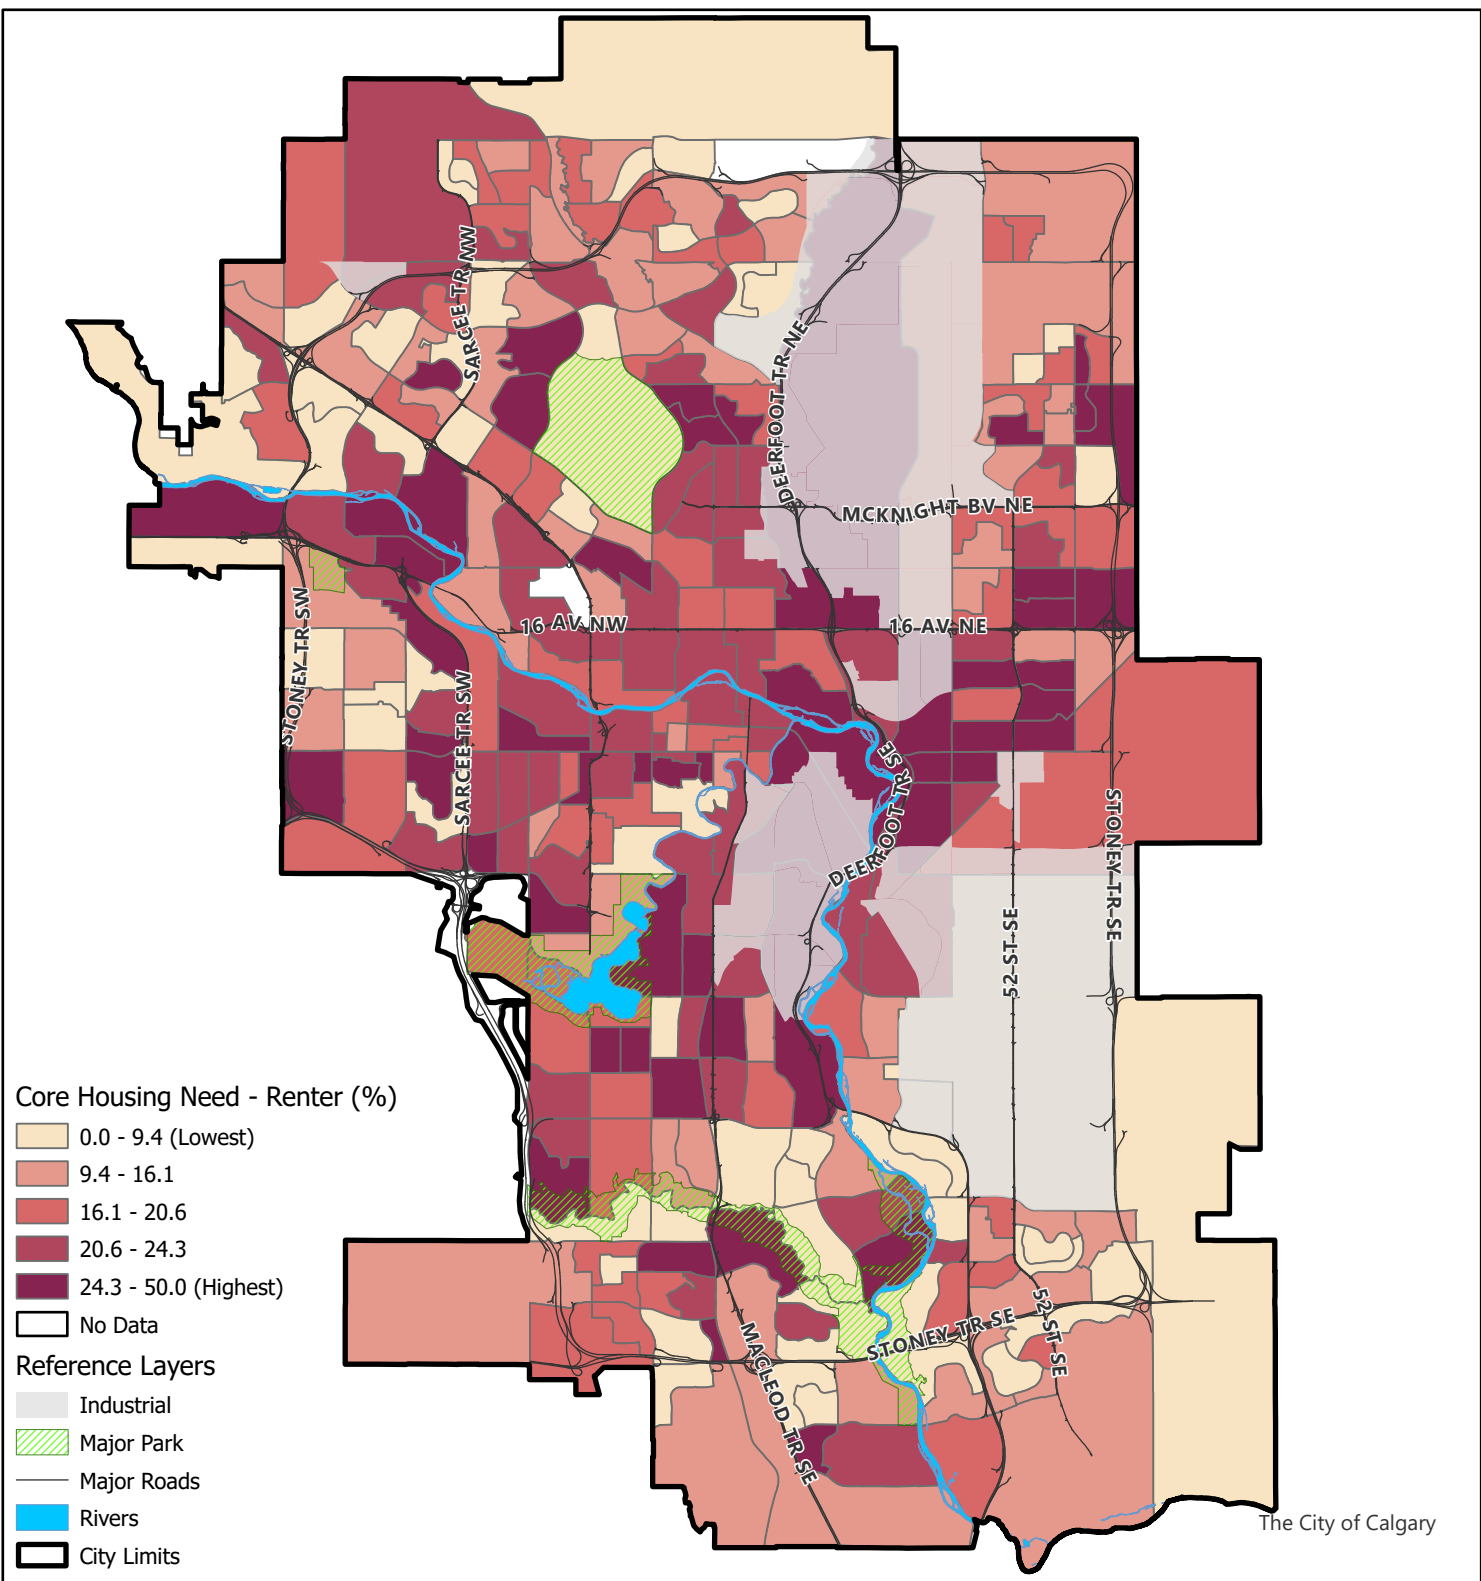 SARCEE TR NW
DEERFOOT TR NE
MCKNIGHT BV NE
16 AV NW
16 AV NE
STONEY TR SW
SARCEE TR SW
DEERFOOT TR SE
STONEY TR SE
52 ST SE
STONEY TR SE
52 ST SE
MACLEOD TR SE
Core Housing Need - Renter (%)
0.0 - 9.4 (Lowest)
9.4 - 16.1
16.1 - 20.6
20.6 - 24.3
24.3 - 50.0 (Highest)
No Data
Reference Layers
Industrial
Major Park
Major Roads
Rivers
City Limits
The City of Calgary